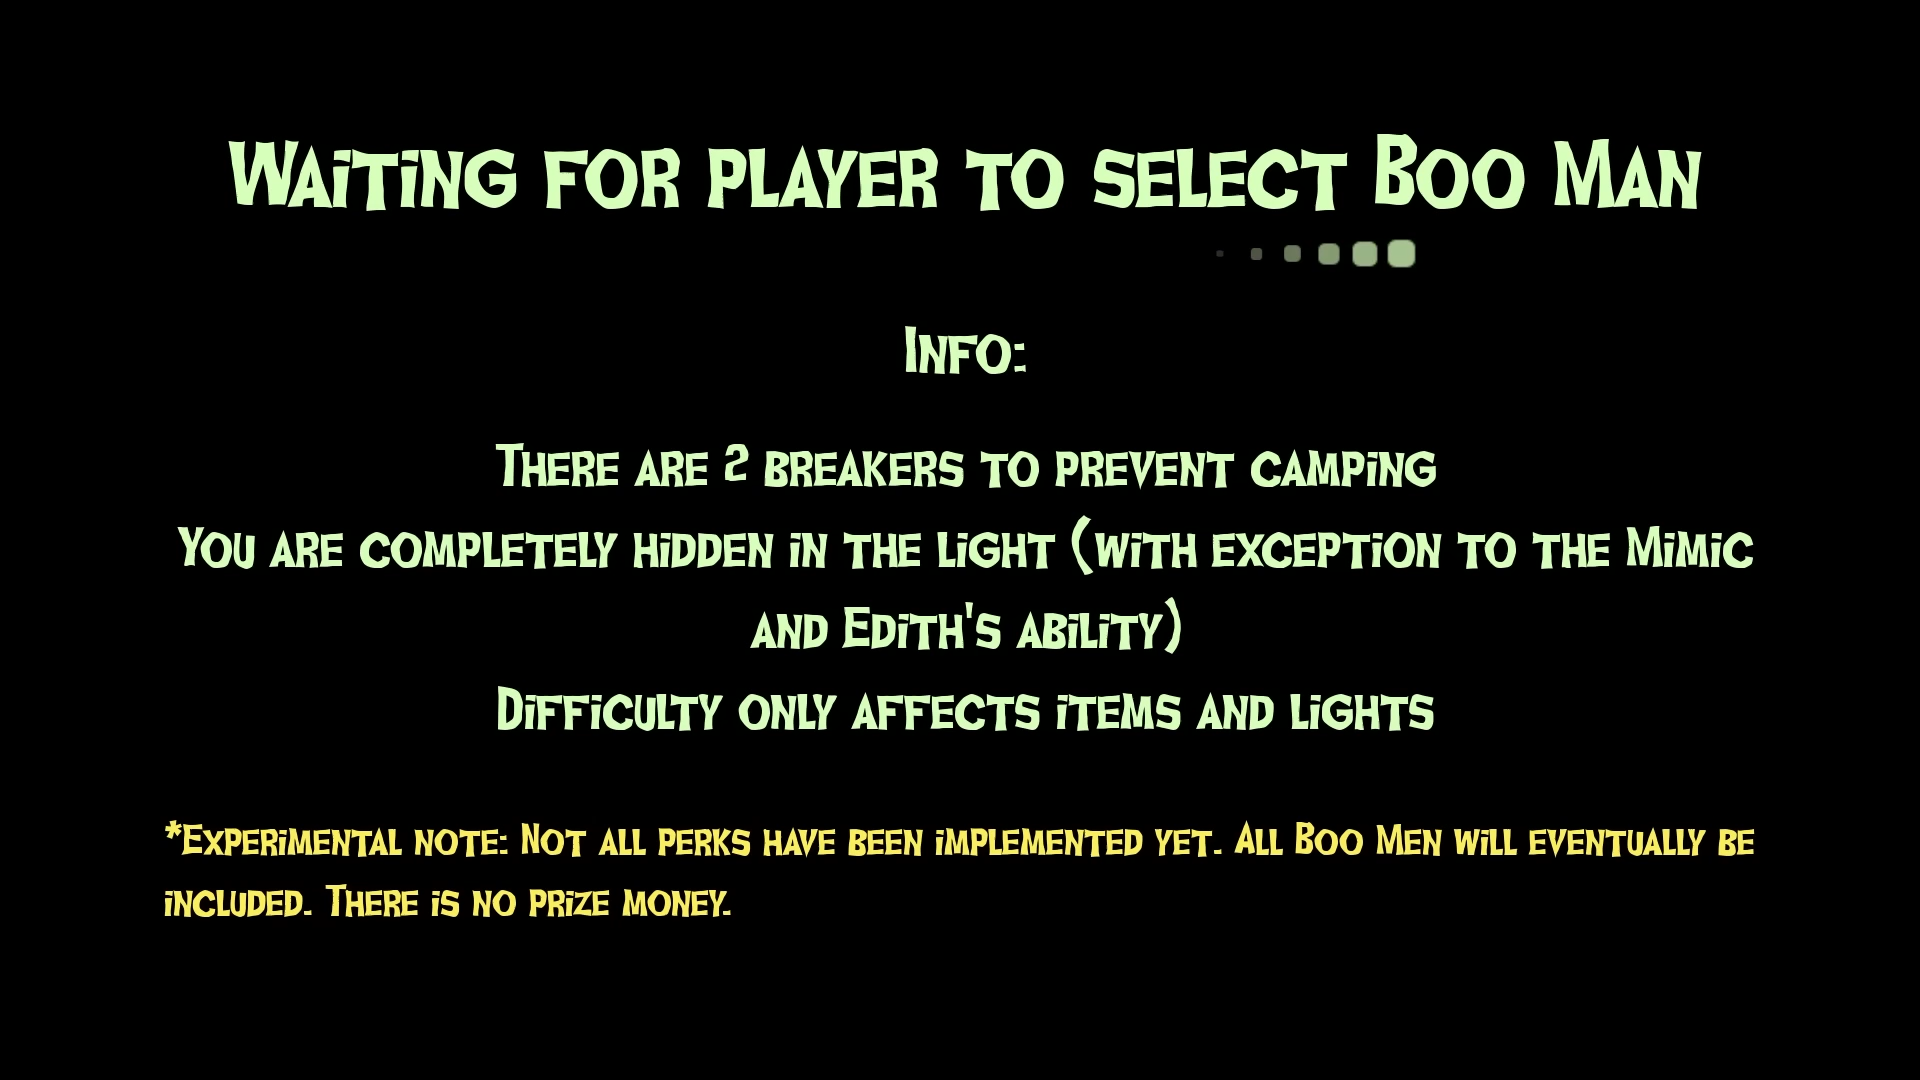 Waiting for player to select Boo Man
Info:
There are 2 breakers to prevent camping
You are completely hidden in the light (with exception to the Mimic
and Edith's ability)
Difficulty only affects items and lights
*Experimental note: Not all perks have been implemented yet. All Boo Men will eventually be
included. There is no prize money.